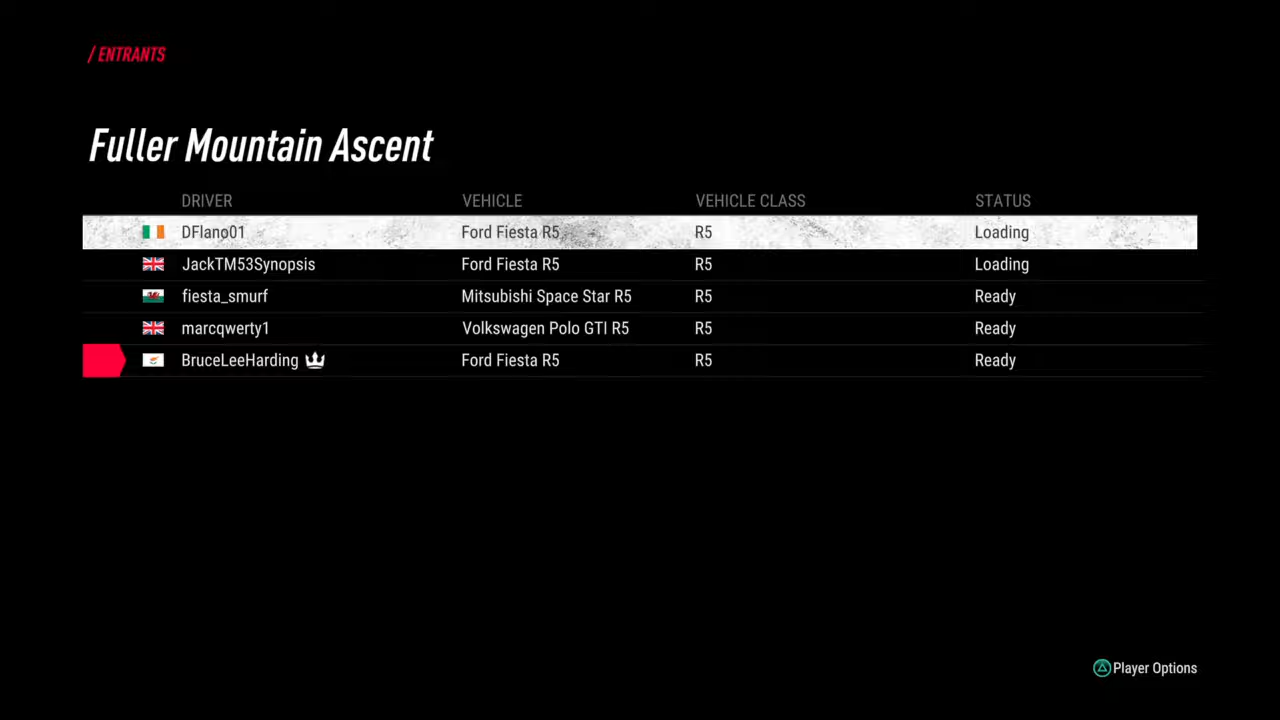 / ENTRANTS
Fuller Mountain Ascent
DRIVER VEHICLE VEHICLE CLASS STATUS
DFlano01 Ford Fiesta R5 R5 Loading
JackTM53Synopsis Ford Fiesta R5 R5 Loading
fiesta_smurf Mitsubishi Space Star R5 R5 Ready
marcqwerty1 Volkswagen Polo GTI R5 R5 Ready
BruceLeeHarding Ford Fiesta R5 R5 Ready
Player Options